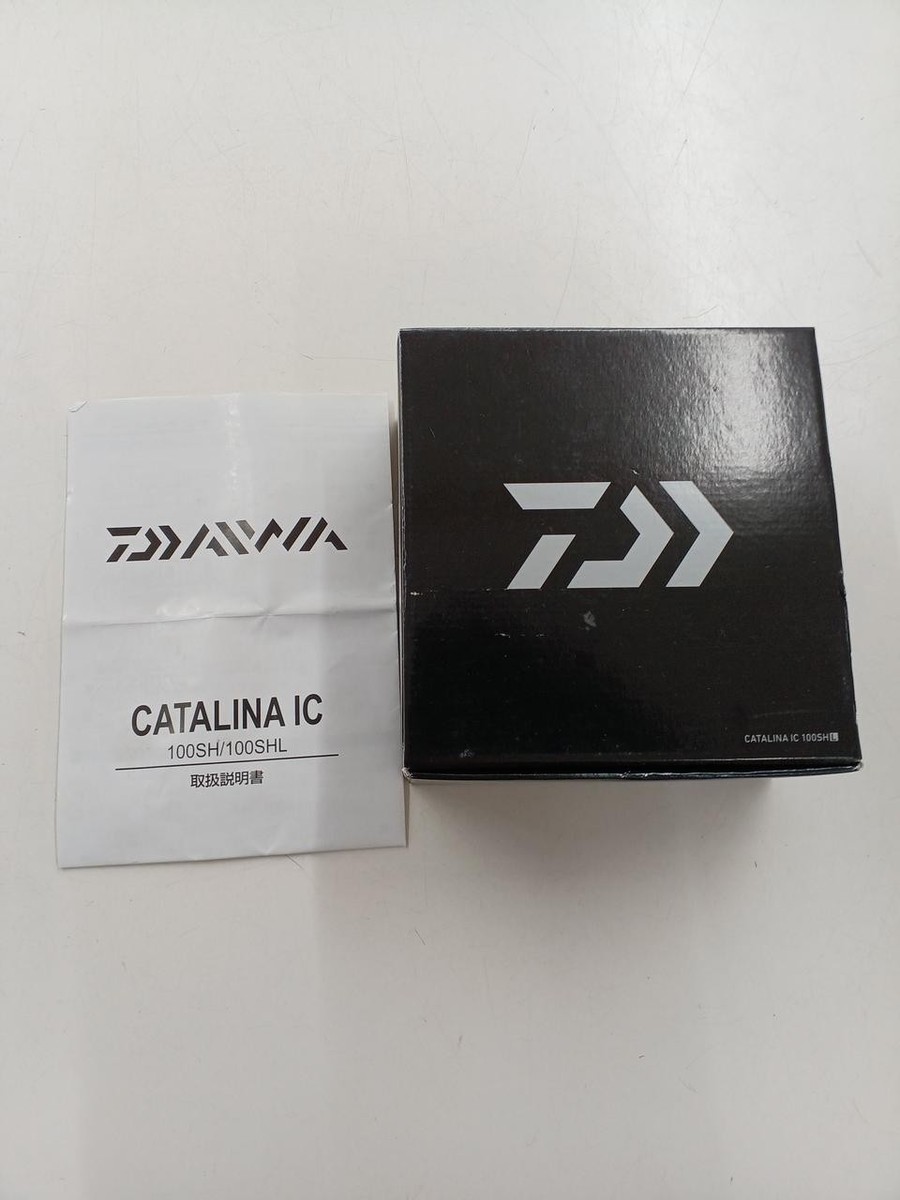 DAIWA
CATALINA IC
100SH/100SHL
取扱説明書
D
CATALINA IC 100SHL